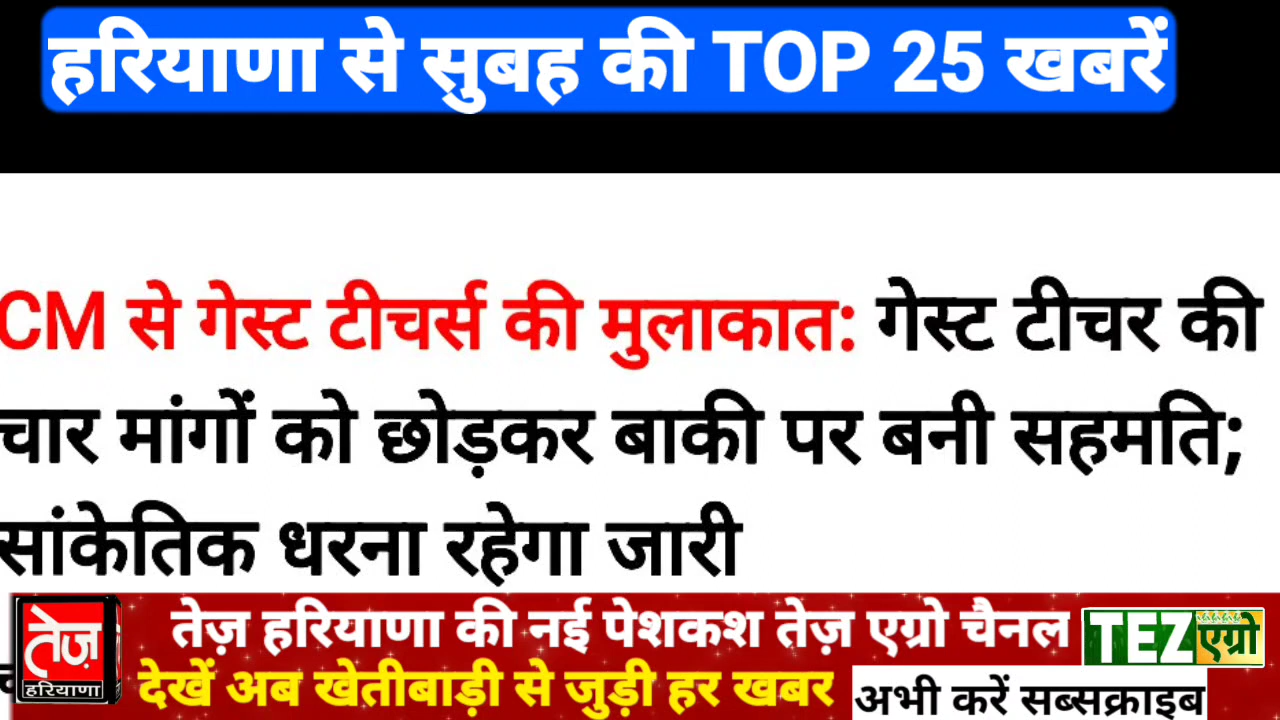 हरियाणा से सुबह की TOP 25 खबरें
CM से गेस्ट टीचर्स की मुलाकात: गेस्ट टीचर की
चार मांगों को छोड़कर बाकी पर बनी सहमति;
सांकेतिक धरना रहेगा जारी
तेज़ हरियाणा की नई पेशकश तेज़ एग्रो चैनल
TEZ एग्रो
तेज़
हरियाणा
देखें अब खेतीबाड़ी से जुड़ी हर खबर
अभी करें सब्सक्राइब